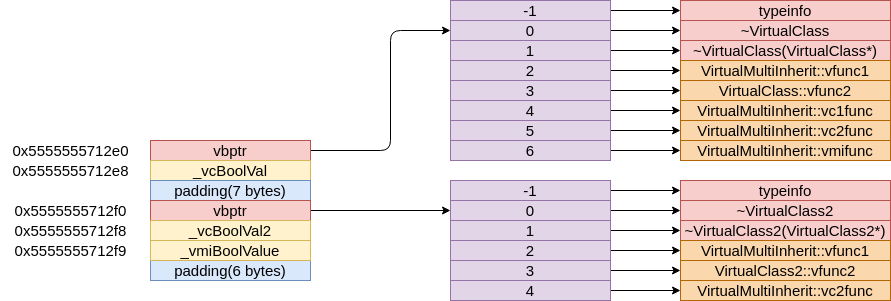 -1 typeinfo
0 ~VirtualClass
1 ~VirtualClass(VirtualClass*)
2 VirtualMultiInherit::vfunc1
3 VirtualClass::vfunc2
4 VirtualMultiInherit::vc1func
5 VirtualMultiInherit::vc2func
6 VirtualMultiInherit::vmifunc
0x5555555712e0 vbptr
0x5555555712e8 _vcBoolVal
padding(7 bytes)
0x5555555712f0 vbptr
0x5555555712f8 _vcBoolVal2
0x5555555712f9 _vmiBoolValue
padding(6 bytes)
-1 typeinfo
0 ~VirtualClass2
1 ~VirtualClass2(VirtualClass2*)
2 VirtualMultiInherit::vfunc1
3 VirtualClass2::vfunc2
4 VirtualMultiInherit::vc2func